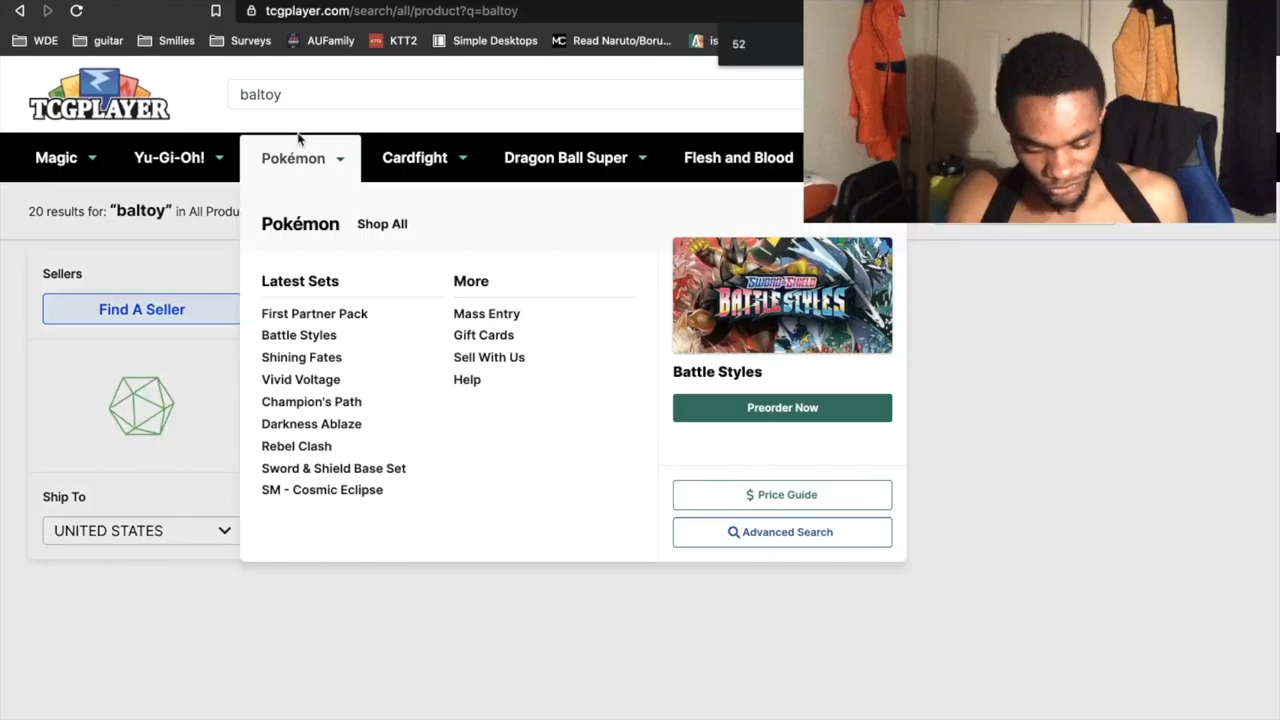 tcgplayer.com/search/all/product?q=baltoy
WDE guitar Smilies Surveys AUFamily KTT2 Simple Desktops Read Naruto/Boru... is
52
TCGPLAYER
baltoy
Magic Yu-Gi-Oh! Pokémon Cardfight Dragon Ball Super Flesh and Blood
20 results for: “baltoy” in All Produ
Pokémon Shop All
Sellers
Find A Seller
Ship To
UNITED STATES
Latest Sets
First Partner Pack
Battle Styles
Shining Fates
Vivid Voltage
Champion's Path
Darkness Ablaze
Rebel Clash
Sword & Shield Base Set
SM - Cosmic Eclipse
More
Mass Entry
Gift Cards
Sell With Us
Help
SWORD & SHIELD
BATTLE STYLES
Battle Styles
Preorder Now
$ Price Guide
Advanced Search